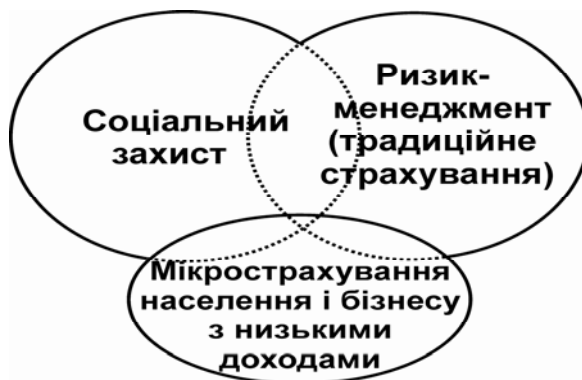 Соціальний
захист
Ризик-
менеджмент
(традиційне
страхування)
Мікрострахування
населення і бізнесу
з низькими
доходами